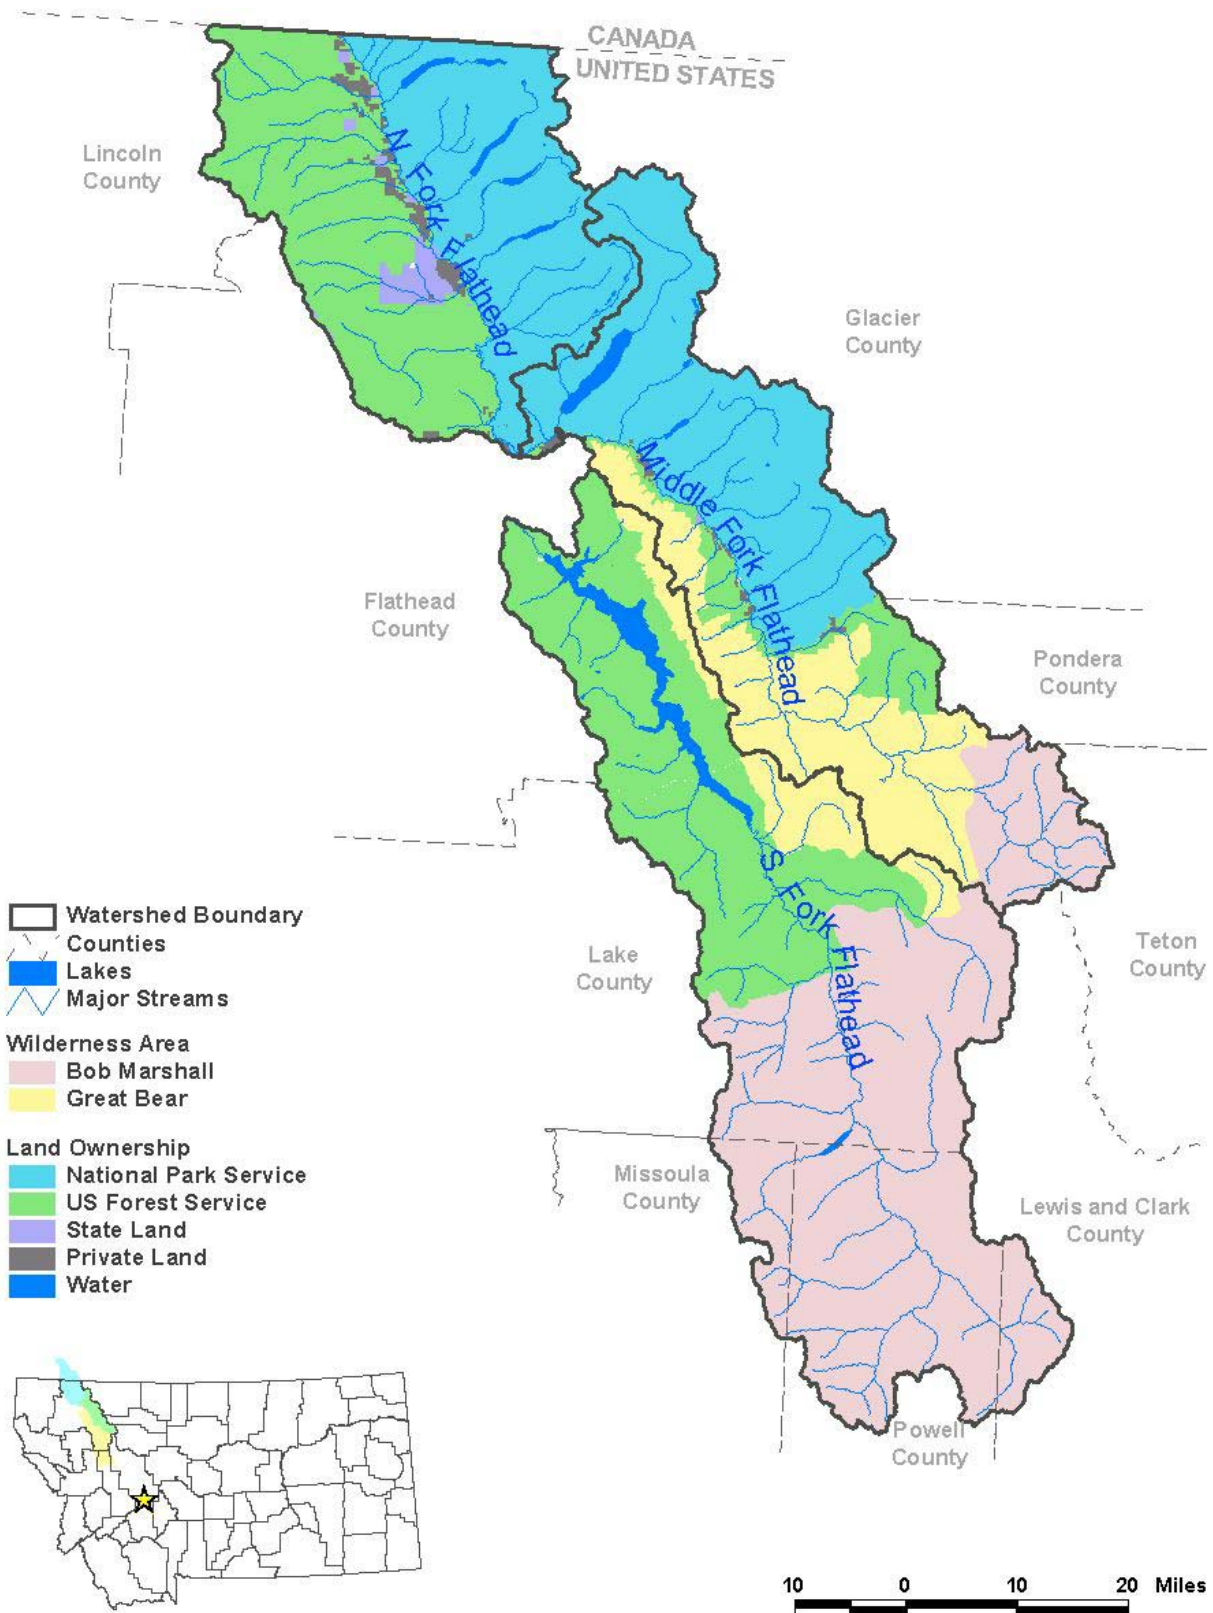 CANADA
UNITED STATES
Lincoln
County
N. Fork Flathead
Glacier
County
Middle Fork Flathead
Flathead
County
Pondera
County
S. Fork Flathead
Lake
County
Teton
County
Missoula
County
Lewis and Clark
County
Powell
County
Watershed Boundary
Counties
Lakes
Major Streams
Wilderness Area
Bob Marshall
Great Bear
Land Ownership
National Park Service
US Forest Service
State Land
Private Land
Water
10 0 10 20 Miles